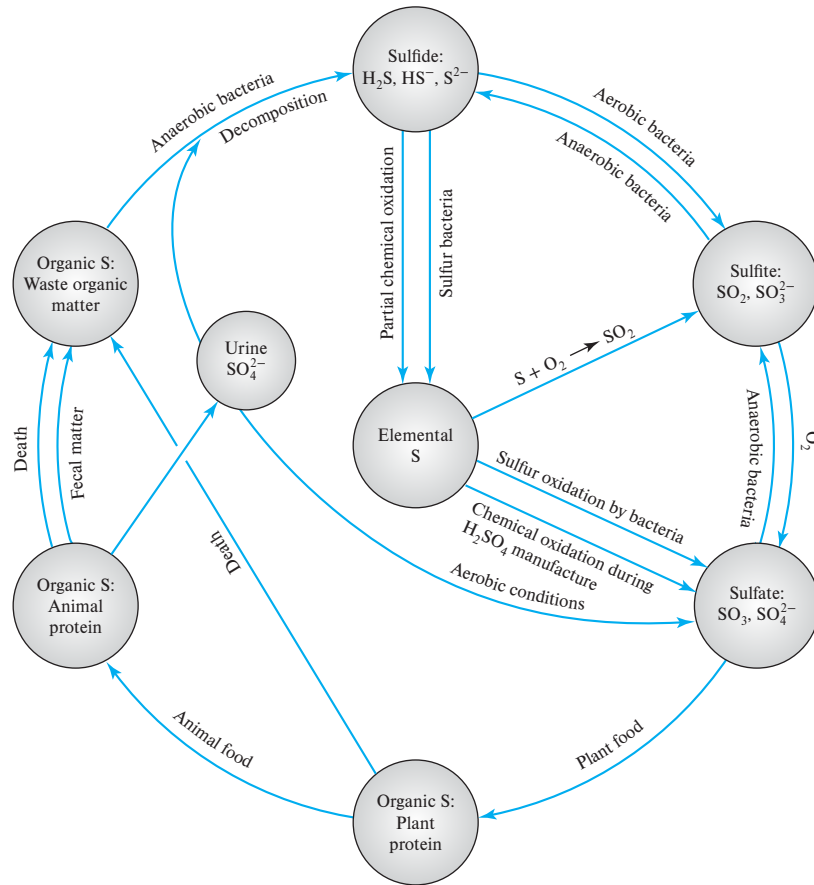 Sulfide:
H₂S, HS⁻, S²⁻
Anaerobic bacteria
Decomposition
Aerobic bacteria
Anaerobic bacteria
Partial chemical oxidation
Sulfur bacteria
Organic S:
Waste organic
matter
Sulfite:
SO₂, SO₃²⁻
Urine
SO₄²⁻
S + O₂ → SO₂
Elemental
S
Death
Fecal matter
Anaerobic bacteria
O₂
Sulfur oxidation by bacteria
Chemical oxidation during
H₂SO₄ manufacture
Death
Aerobic conditions
Organic S:
Animal
protein
Sulfate:
SO₃, SO₄²⁻
Animal food
Plant food
Organic S:
Plant
protein